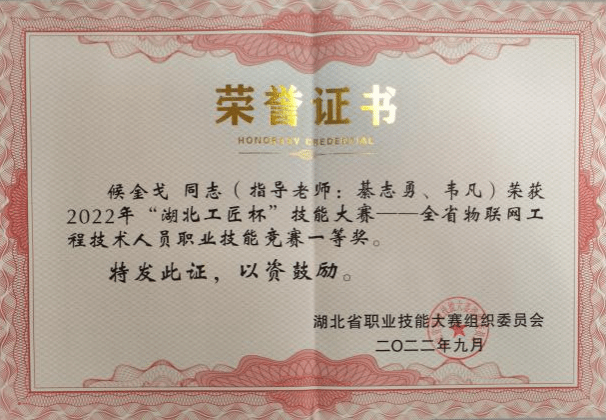 荣誉证书
HONORARY CREDENTIAL
候金戈 同志（指导老师：綦志勇、韦凡）荣获
2022年“湖北工匠杯”技能大赛——全省物联网工
程技术人员职业技能竞赛一等奖。
特发此证，以资鼓励。
湖北省职业技能大赛组织委员会
二〇二二年九月